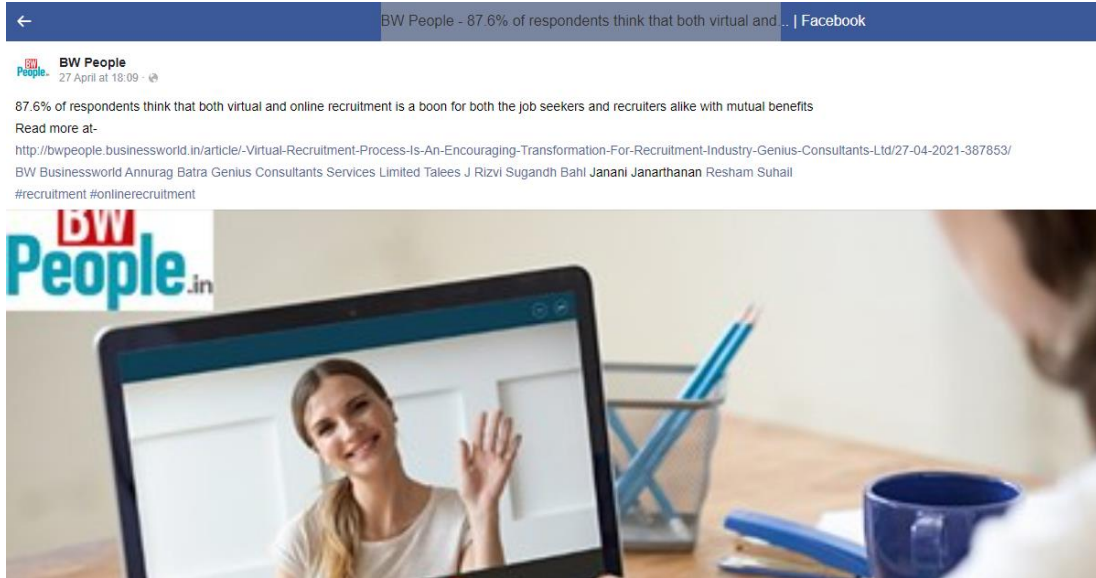 BW People - 87.6% of respondents think that both virtual and ... | Facebook
BW People.
BW People
27 April at 18:09 ·
87.6% of respondents think that both virtual and online recruitment is a boon for both the job seekers and recruiters alike with mutual benefits
Read more at-
http://bwpeople.businessworld.in/article/-Virtual-Recruitment-Process-Is-An-Encouraging-Transformation-For-Recruitment-Industry-Genius-Consultants-Ltd/27-04-2021-387853/
BW Businessworld Annurag Batra Genius Consultants Services Limited Talees J Rizvi Sugandh Bahl Janani Janarthanan Resham Suhail
#recruitment #onlinerecruitment
BW
People.in